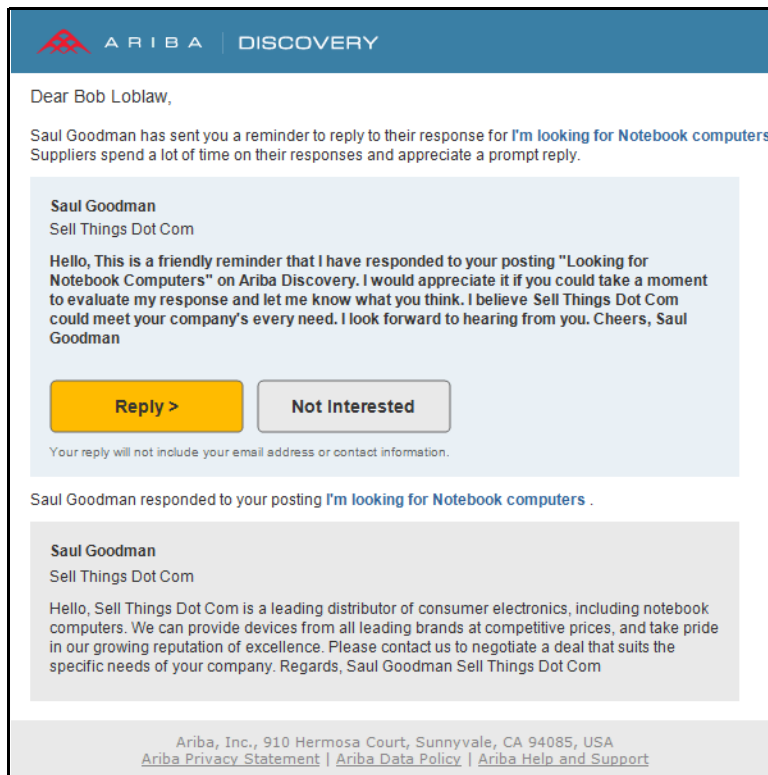 ARIBA | DISCOVERY
Dear Bob Loblaw,
Saul Goodman has sent you a reminder to reply to their response for I'm looking for Notebook computers
Suppliers spend a lot of time on their responses and appreciate a prompt reply.
Saul Goodman
Sell Things Dot Com
Hello, This is a friendly reminder that I have responded to your posting "Looking for
Notebook Computers" on Ariba Discovery. I would appreciate it if you could take a moment
to evaluate my response and let me know what you think. I believe Sell Things Dot Com
could meet your company's every need. I look forward to hearing from you. Cheers, Saul
Goodman
Reply >
Not Interested
Your reply will not include your email address or contact information.
Saul Goodman responded to your posting I'm looking for Notebook computers .
Saul Goodman
Sell Things Dot Com
Hello, Sell Things Dot Com is a leading distributor of consumer electronics, including notebook
computers. We can provide devices from all leading brands at competitive prices, and take pride
in our growing reputation of excellence. Please contact us to negotiate a deal that suits the
specific needs of your company. Regards, Saul Goodman Sell Things Dot Com
Ariba, Inc., 910 Hermosa Court, Sunnyvale, CA 94085, USA
Ariba Privacy Statement | Ariba Data Policy | Ariba Help and Support